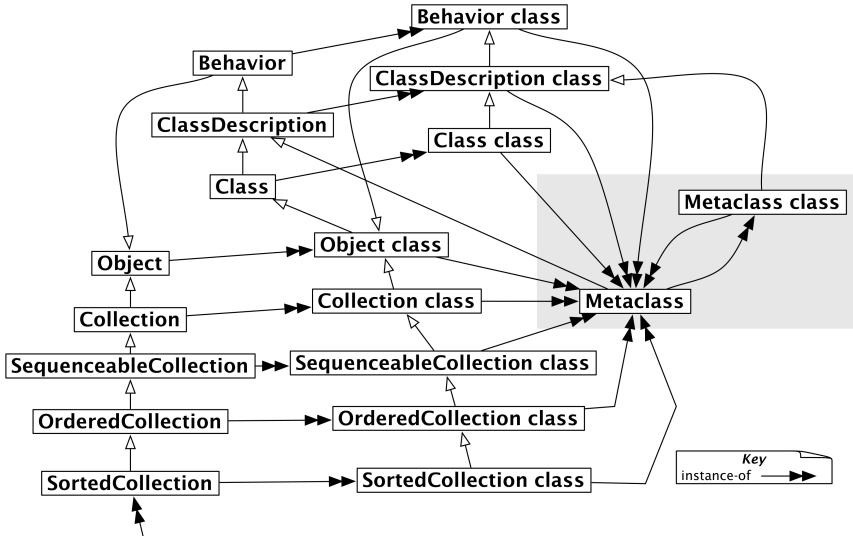 Behavior class
Behavior
ClassDescription class
ClassDescription
Class class
Class
Metaclass class
Object class
Object
Collection class
Metaclass
Collection
SequenceableCollection
SequenceableCollection class
OrderedCollection
OrderedCollection class
SortedCollection
SortedCollection class
Key
instance-of